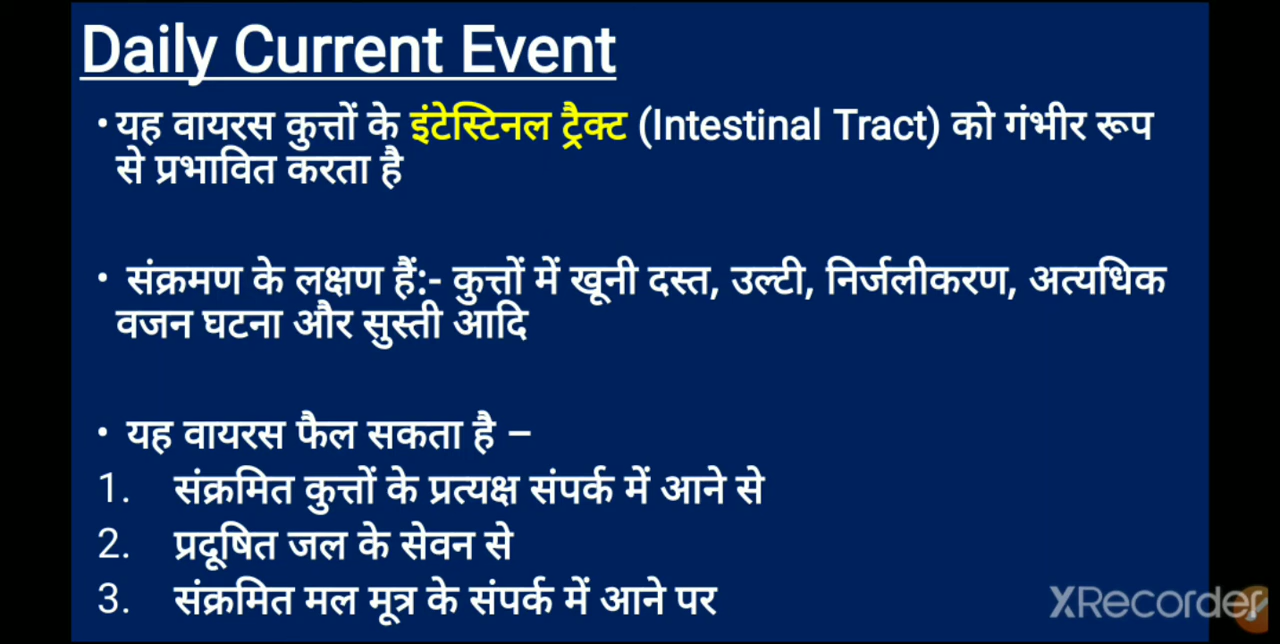 Daily Current Event
• यह वायरस कुत्तों के इंटेस्टिनल ट्रैक्ट (Intestinal Tract) को गंभीर रूप
से प्रभावित करता है
• संक्रमण के लक्षण हैं:- कुत्तों में खूनी दस्त, उल्टी, निर्जलीकरण, अत्यधिक
वजन घटना और सुस्ती आदि
• यह वायरस फैल सकता है –
1. संक्रमित कुत्तों के प्रत्यक्ष संपर्क में आने से
2. प्रदूषित जल के सेवन से
3. संक्रमित मल मूत्र के संपर्क में आने पर
XRecorder